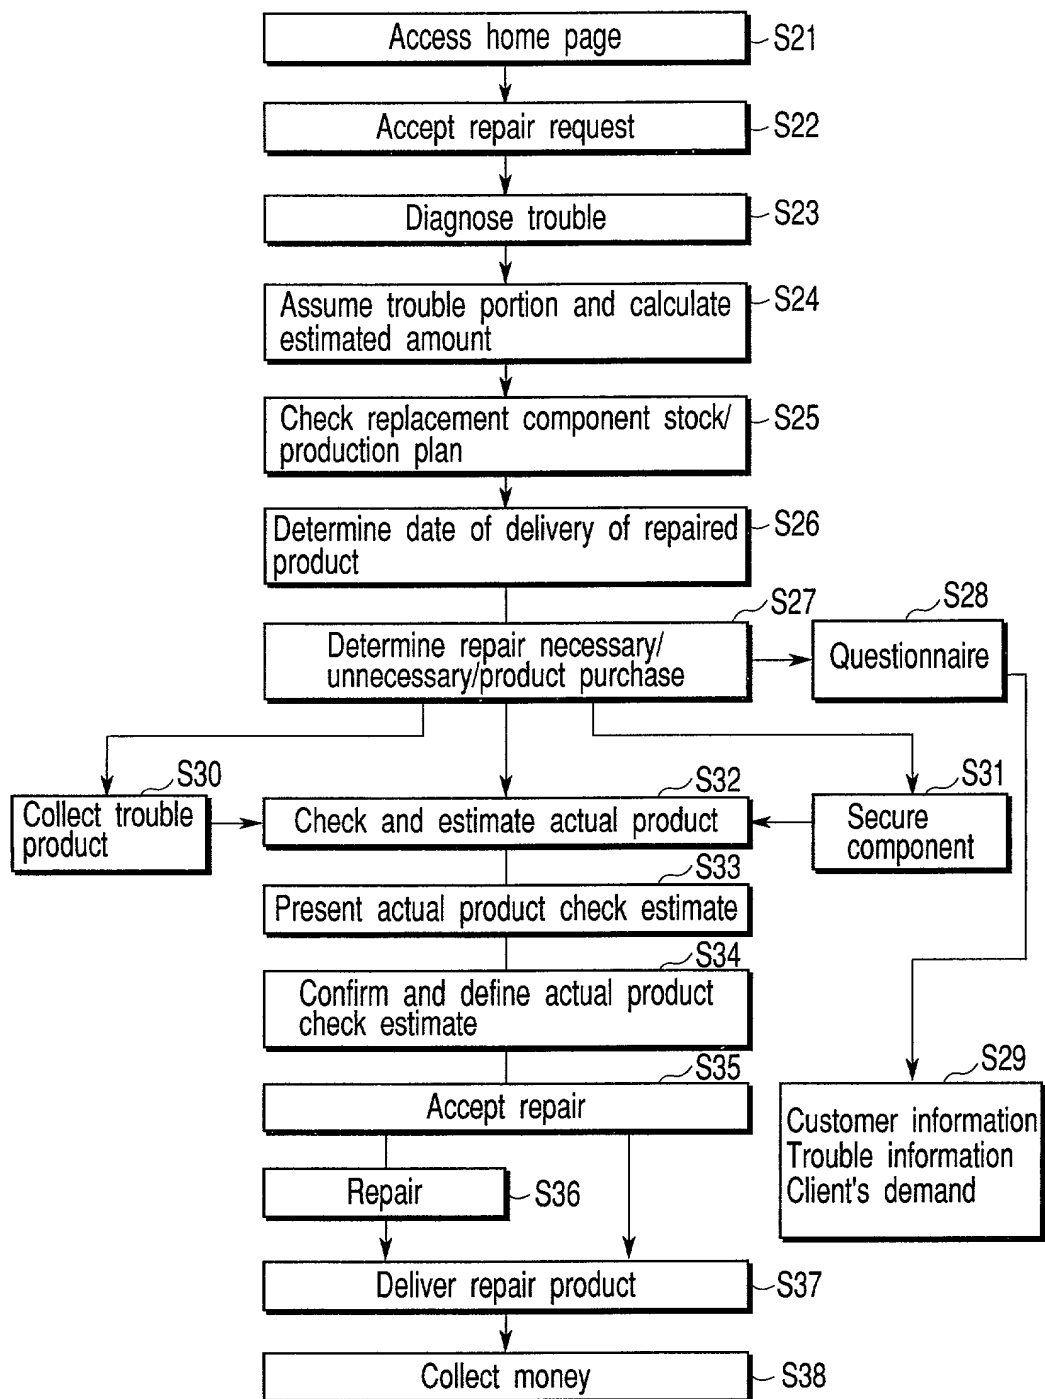 Access home page
S21
Accept repair request
S22
Diagnose trouble
S23
Assume trouble portion and calculate
estimated amount
S24
Check replacement component stock/
production plan
S25
Determine date of delivery of repaired
product
S26
Determine repair necessary/
unnecessary/product purchase
S27
Questionnaire
S28
Collect trouble
product
S30
Check and estimate actual product
S32
Secure
component
S31
Present actual product check estimate
S33
Confirm and define actual product
check estimate
S34
Accept repair
S35
Customer information
Trouble information
Client's demand
S29
Repair
S36
Deliver repair product
S37
Collect money
S38